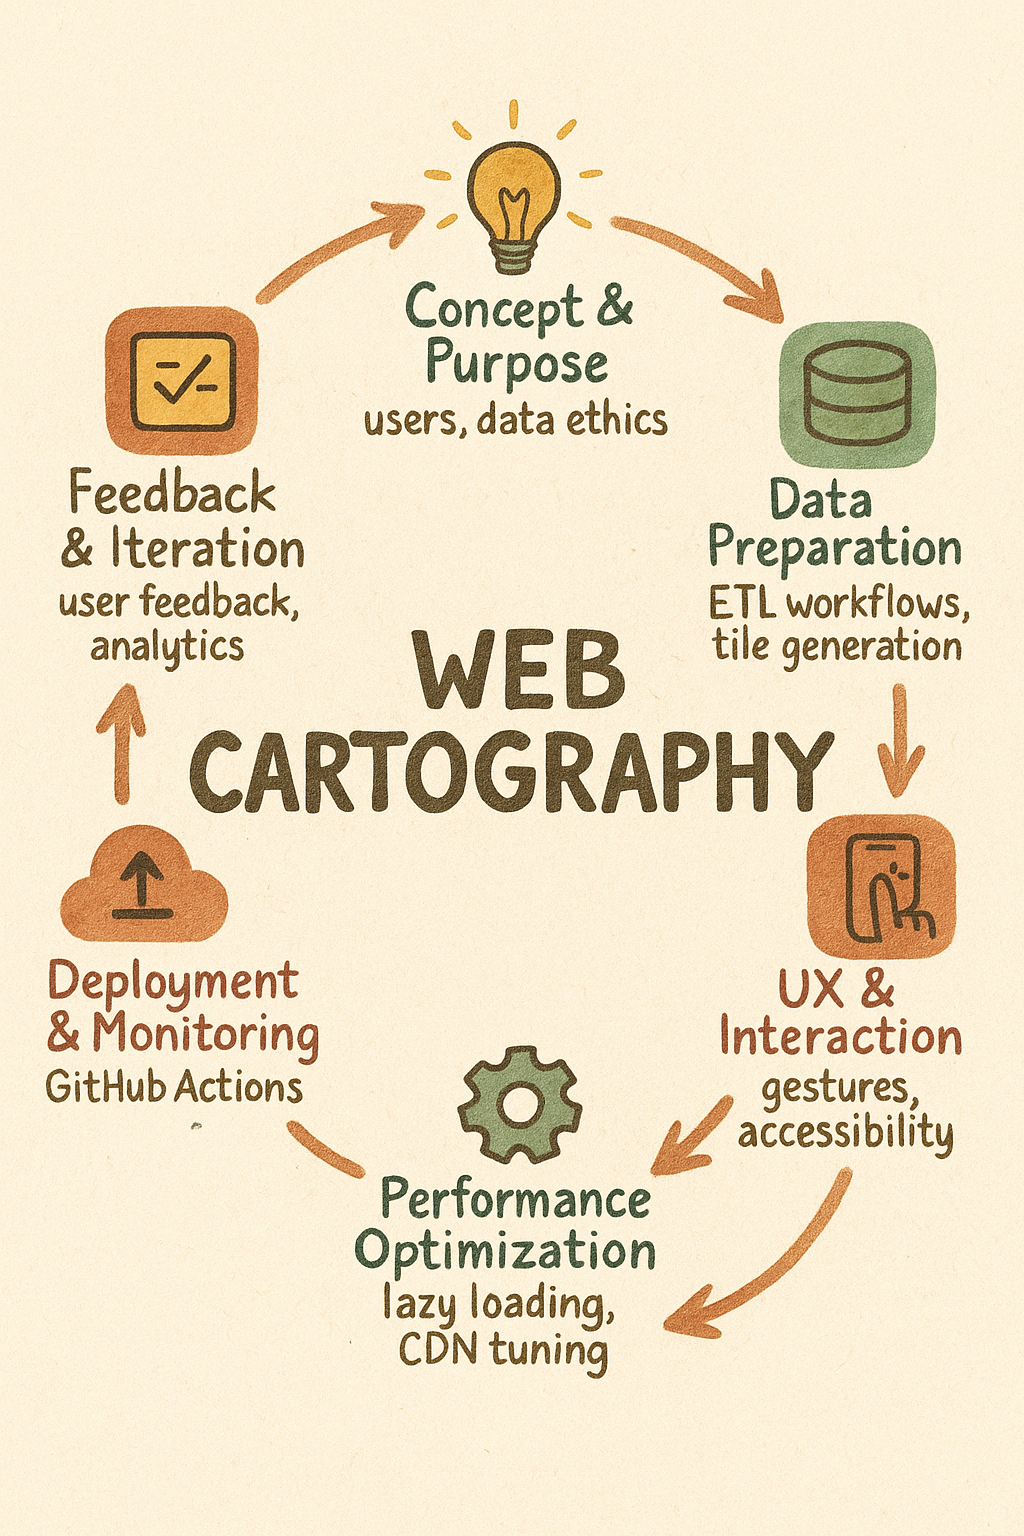 Concept &
Purpose
users, data ethics
Data
Preparation
ETL workflows,
tile generation
UX &
Interaction
gestures,
accessibility
Performance
Optimization
lazy loading,
CDN tuning
Deployment
& Monitoring
GitHub Actions
Feedback
& Iteration
user feedback,
analytics
WEB
CARTOGRAPHY